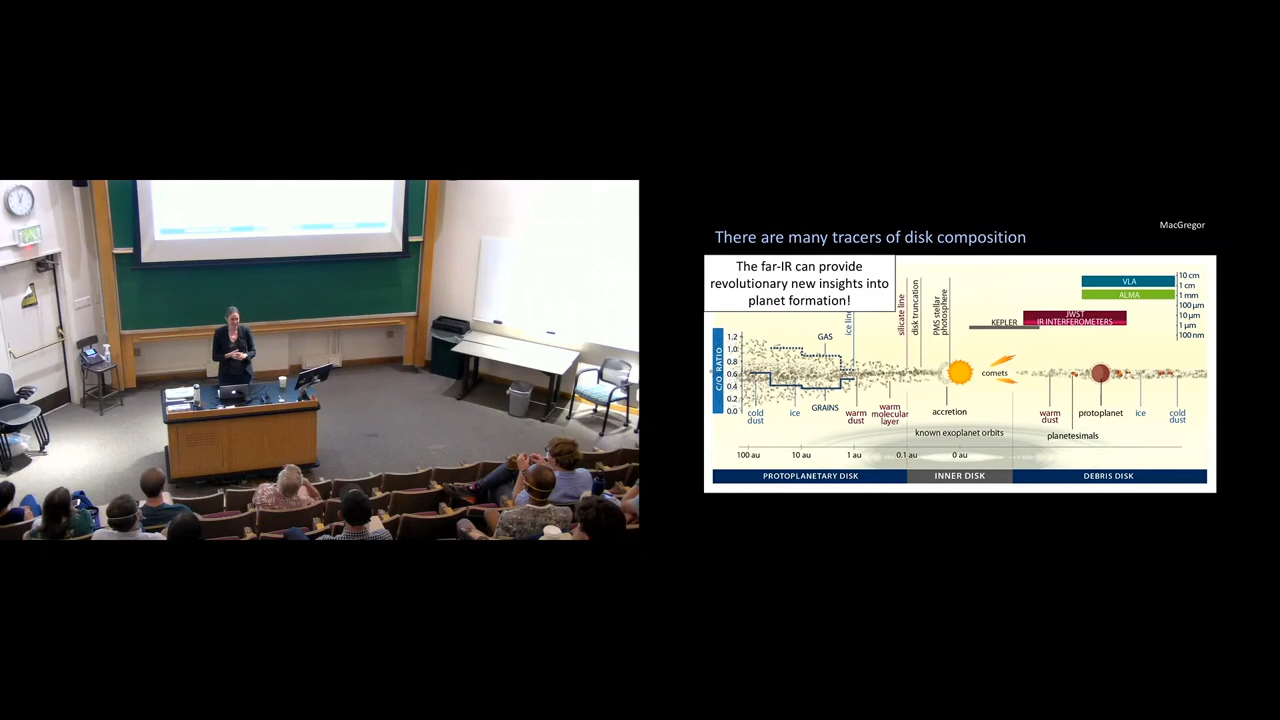 MacGregor
There are many tracers of disk composition
The far-IR can provide
revolutionary new insights into
planet formation!
silicate line
disk truncation
PMS stellar
photosphere
KEPLER
VLA
ALMA
JWST
IR INTERFEROMETERS
10 cm
1 cm
1 mm
100 µm
10 µm
1 µm
100 nm
C/O RATIO
1.2
1.0
0.8
0.6
0.4
0.2
0.0
GAS
GRAINS
ice line
cold
dust
ice
warm
dust
warm
molecular
layer
accretion
comets
known exoplanet orbits
warm
dust
planetesimals
protoplanet
ice
cold
dust
100 au
10 au
1 au
0.1 au
0 au
PROTOPLANETARY DISK
INNER DISK
DEBRIS DISK